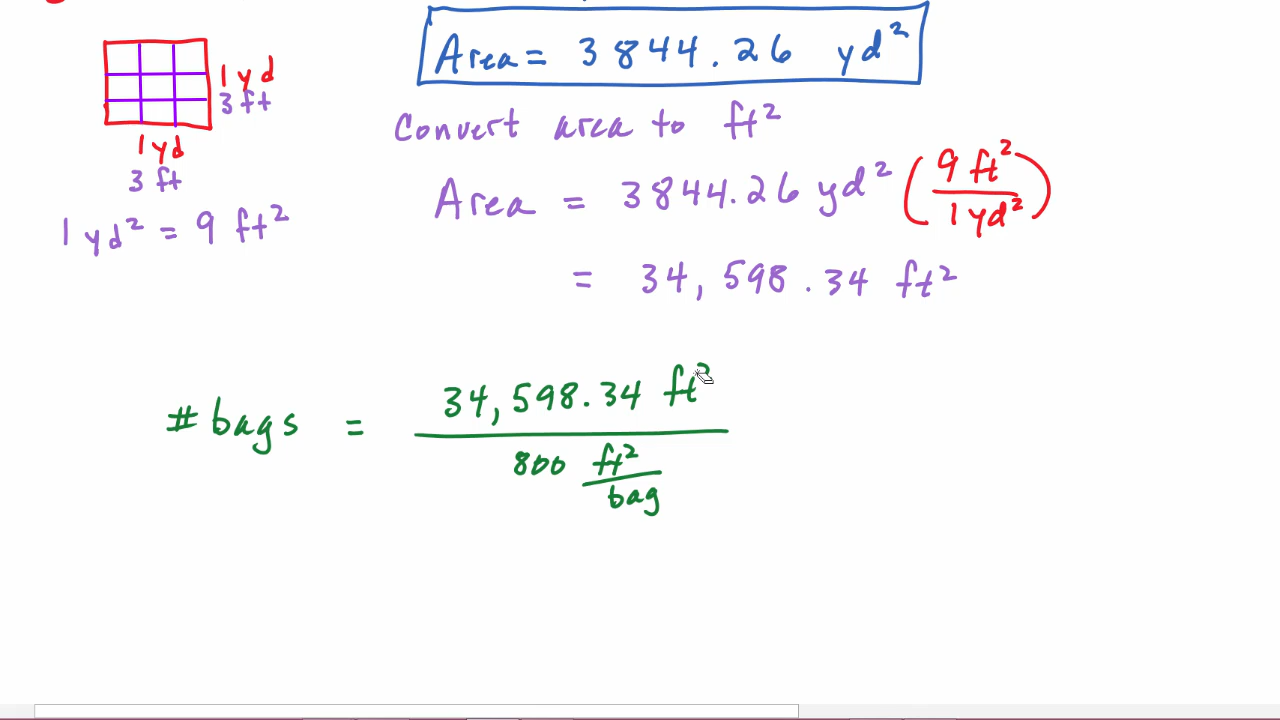 Area = 3844.26 yd²
1 yd
3 ft
1 yd
3 ft
1 yd² = 9 ft²
Convert area to ft²
Area = 3844.26 yd² (9 ft² / 1 yd²)
= 34,598.34 ft²
# bags = 34,598.34 ft² / 800 ft²/bag